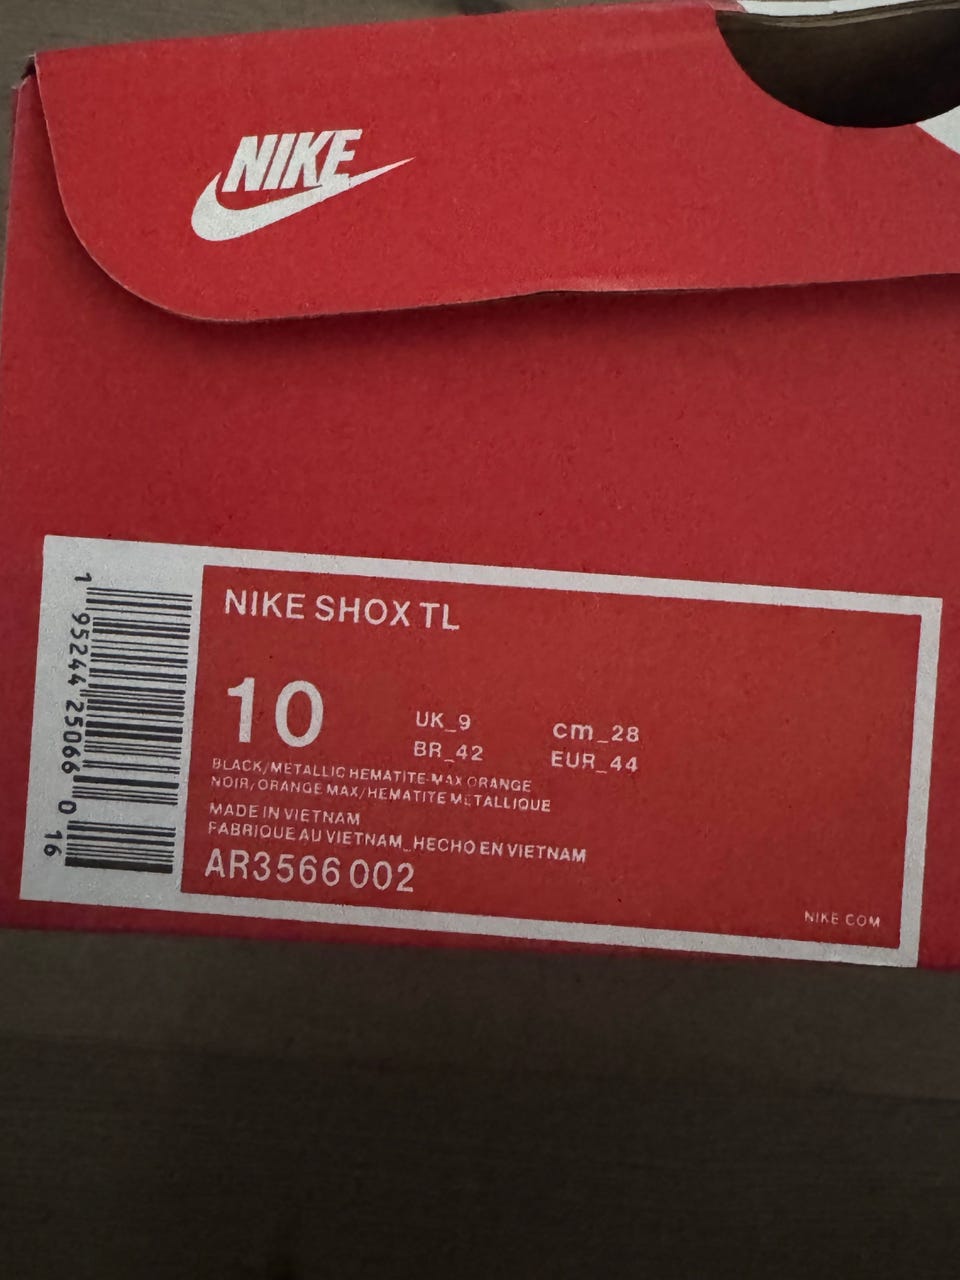 NIKE
NIKE SHOX TL
10
UK_9
cm_28
BR_42
EUR_44
BLACK/METALLIC HEMATITE-MAX ORANGE
NOIR/ORANGE MAX/HEMATITE METALLIQUE
MADE IN VIETNAM
FABRIQUE AU VIETNAM_HECHO EN VIETNAM
AR3566 002
NIKE.COM
1 95244 25066 0 16